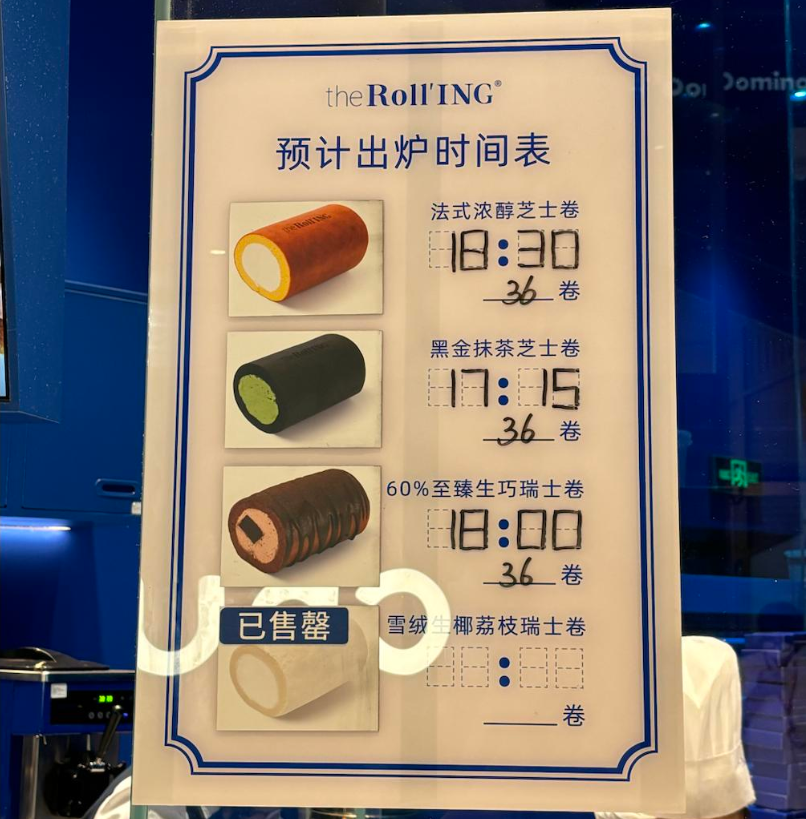 the Roll'ING®
预计出炉时间表
法式浓醇芝士卷
18:30
36 卷
黑金抹茶芝士卷
17:15
36 卷
60%至臻生巧瑞士卷
18:00
36 卷
已售罄
雪绒生椰荔枝瑞士卷
:
卷